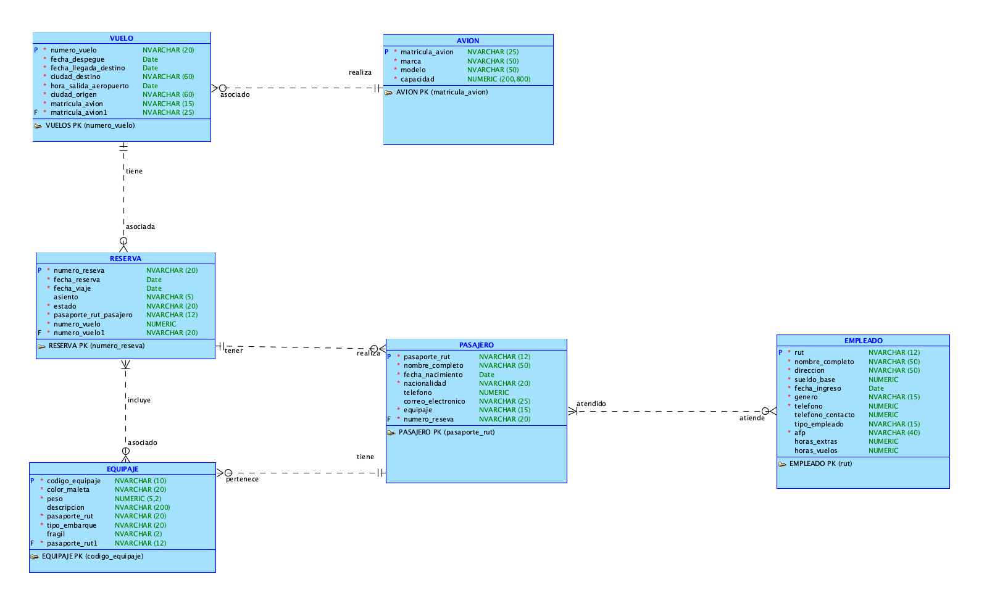 VUELO
P * numero_vuelo NVARCHAR (20)
* fecha_despegue Date
* fecha_llegada_destino Date
* ciudad_destino NVARCHAR (60)
* hora_salida_aeropuerto Date
* ciudad_origen NVARCHAR (60)
* matricula_avion NVARCHAR (15)
F * matricula_avion1 NVARCHAR (25)
VUELOS PK (numero_vuelo)
asociado
realiza
AVION
P * matricula_avion NVARCHAR (25)
* marca NVARCHAR (50)
* modelo NVARCHAR (50)
* capacidad NUMERIC (200,800)
AVION PK (matricula_avion)
tiene
asociada
RESERVA
P * numero_reseva NVARCHAR (20)
* fecha_reserva Date
* fecha_viaje Date
asiento NVARCHAR (5)
* estado NVARCHAR (20)
* pasaporte_rut_pasajero NVARCHAR (12)
* numero_vuelo NUMERIC
F * numero_vuelo1 NVARCHAR (20)
RESERVA PK (numero_reseva)
tener
realiza
PASAJERO
P * pasaporte_rut NVARCHAR (12)
* nombre_completo NVARCHAR (50)
* fecha_nacimiento Date
* nacionalidad NVARCHAR (20)
telefono NUMERIC
correo_electronico NVARCHAR (25)
* equipaje NVARCHAR (15)
F * numero_reseva NVARCHAR (20)
PASAJERO PK (pasaporte_rut)
atendido
atiende
EMPLEADO
P * rut NVARCHAR (12)
* nombre_completo NVARCHAR (50)
* direccion NVARCHAR (50)
* sueldo_base NUMERIC
* fecha_ingreso Date
* genero NVARCHAR (15)
* telefono NUMERIC
telefono_contacto NUMERIC
tipo_empleado NVARCHAR (15)
* afp NVARCHAR (40)
horas_extras NUMERIC
horas_vuelos NUMERIC
EMPLEADO PK (rut)
incluye
asociado
EQUIPAJE
P * codigo_equipaje NVARCHAR (10)
* color_maleta NVARCHAR (20)
* peso NUMERIC (5,2)
descripcion NVARCHAR (200)
* pasaporte_rut NVARCHAR (20)
* tipo_embarque NVARCHAR (20)
fragil NVARCHAR (2)
F * pasaporte_rut1 NVARCHAR (12)
EQUIPAJE PK (codigo_equipaje)
pertenece
tiene